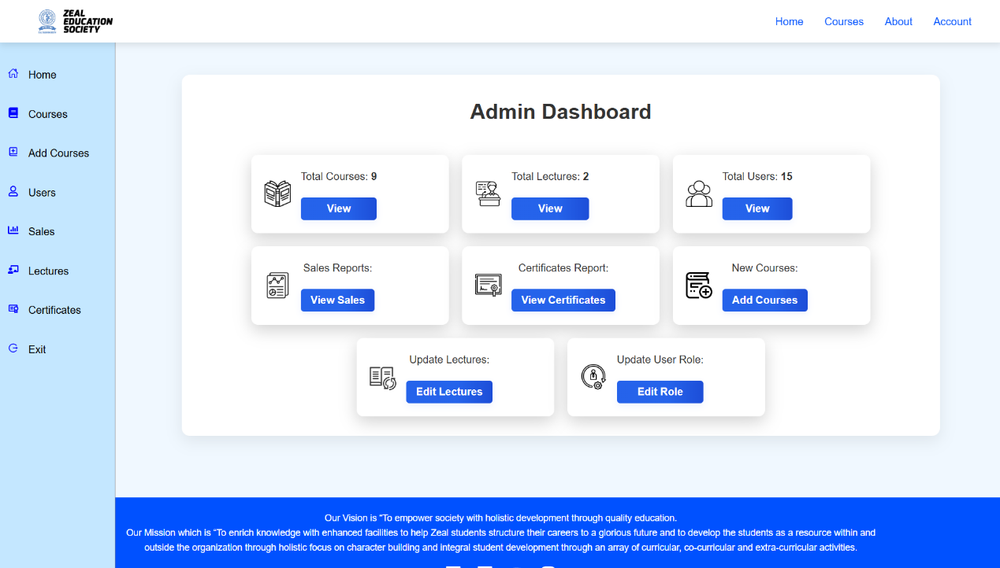 ZEAL
EDUCATION
SOCIETY
Home
Courses
About
Account
Home
Courses
Add Courses
Users
Sales
Lectures
Certificates
Exit
Admin Dashboard
Total Courses: 9
View
Total Lectures: 2
View
Total Users: 15
View
Sales Reports:
View Sales
Certificates Report:
View Certificates
New Courses:
Add Courses
Update Lectures:
Edit Lectures
Update User Role:
Edit Role
Our Vision is “To empower society with holistic development through quality education.
Our Mission which is “To enrich knowledge with enhanced facilities to help Zeal students structure their careers to a glorious future and to develop the students as a resource within and
outside the organization through holistic focus on character building and integral student development through an array of curricular, co-curricular and extra-curricular activities.